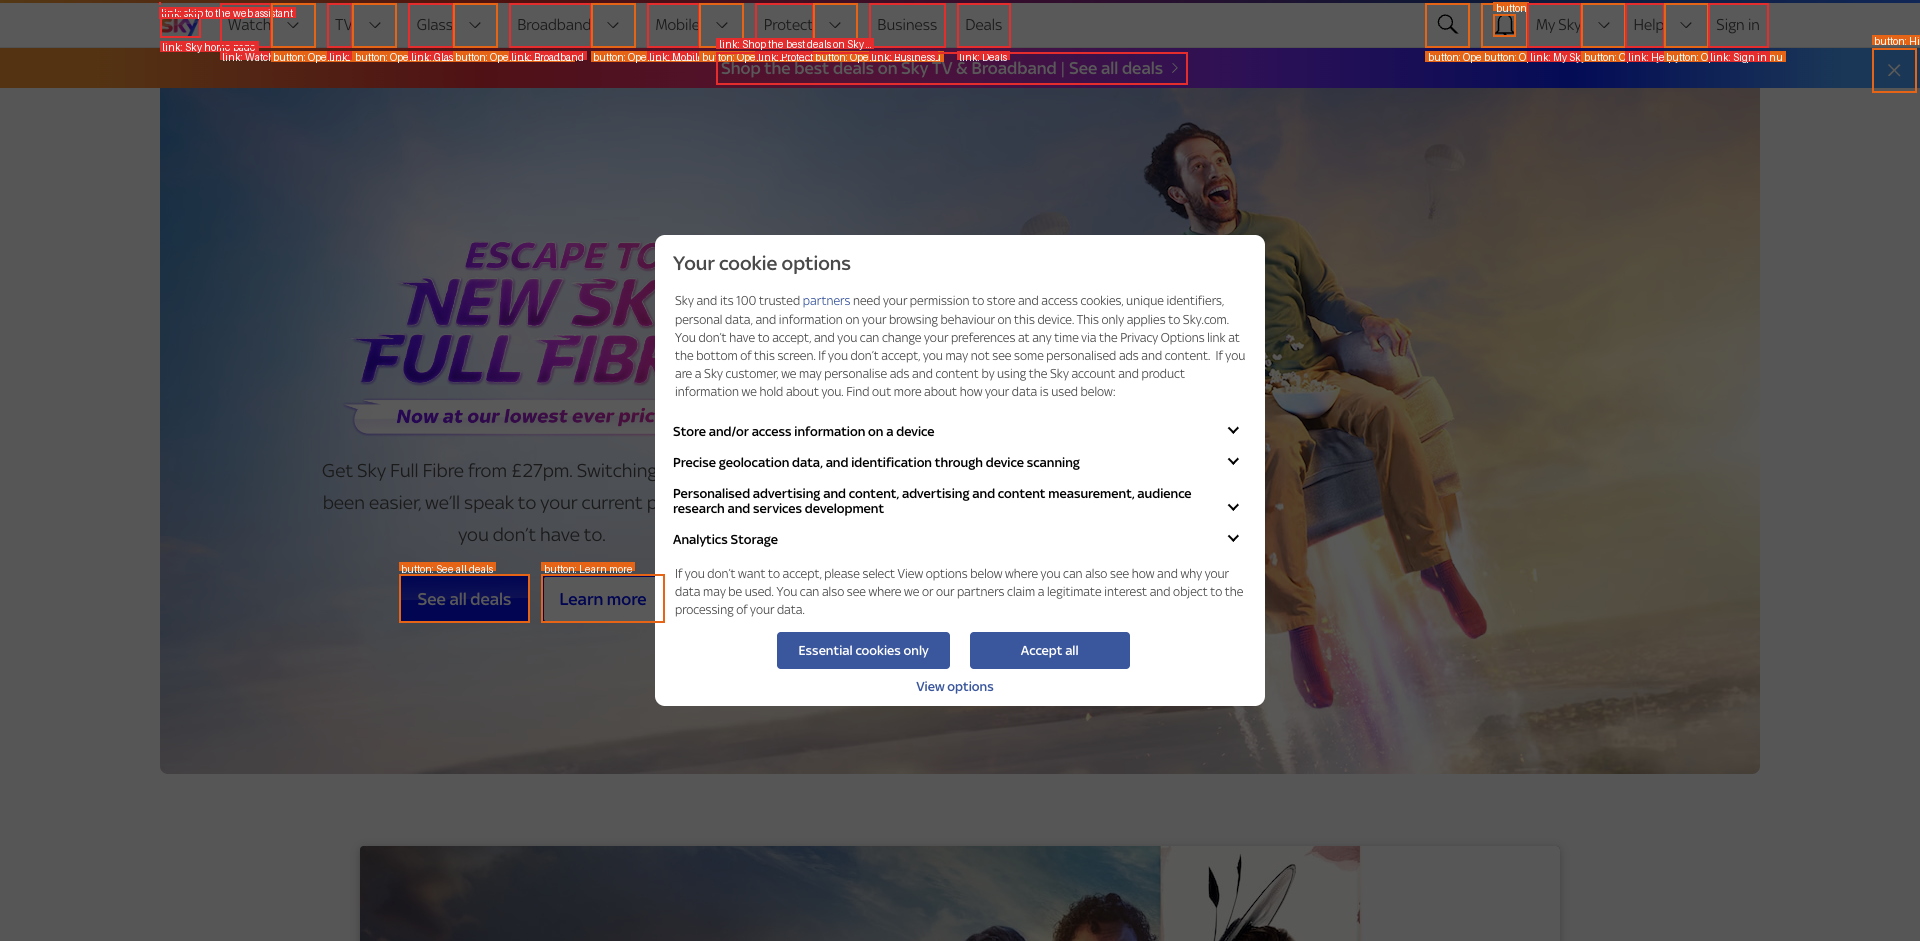 link: skip to the web assistant
sky
link: Sky home page
Watch
TV
Glass
Broadband
Mobile
Protect
Business
Deals
My Sky
Help
Sign in
button
button: Hi
link: Shop the best deals on Sky...
link: Watch
button: Ope
link:
button: Ope
link: Glas
button: Ope
link: Broadband
button: Ope
link: Mobil
button: Ope
link: Protect
button: Ope
link: Business
link: Deals
button: Ope
button: O
link: My Sk
button: C
link: He
button: O
link: Sign in
nu
Shop the best deals on Sky TV & Broadband | See all deals
ESCAPE TO
NEW SK
FULL FIBR
Now at our lowest ever pric
Get Sky Full Fibre from £27pm. Switching
been easier, we'll speak to your current p
you don't have to.
button: See all deals
button: Learn more
See all deals
Learn more
Your cookie options
Sky and its 100 trusted partners need your permission to store and access cookies, unique identifiers,
personal data, and information on your browsing behaviour on this device. This only applies to Sky.com.
You don't have to accept, and you can change your preferences at any time via the Privacy Options link at
the bottom of this screen. If you don't accept, you may not see some personalised ads and content. If you
are a Sky customer, we may personalise ads and content by using the Sky account and product
information we hold about you. Find out more about how your data is used below:
Store and/or access information on a device
Precise geolocation data, and identification through device scanning
Personalised advertising and content, advertising and content measurement, audience
research and services development
Analytics Storage
If you don't want to accept, please select View options below where you can also see how and why your
data may be used. You can also see where we or our partners claim a legitimate interest and object to the
processing of your data.
Essential cookies only
Accept all
View options